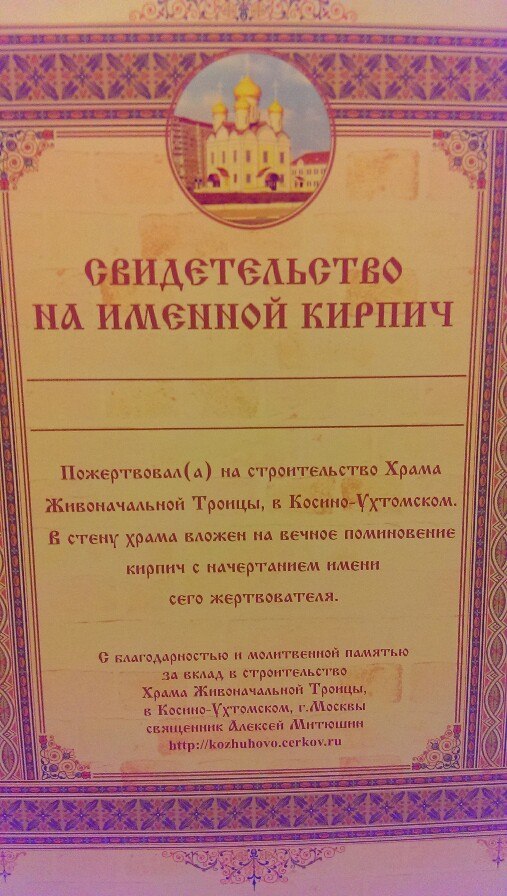 СВИДЕТЕЛЬСТВО
НА ИМЕННОЙ КИРПИЧ
Пожертвовал(а) на строительство Храма
Живоначальной Троицы, в Косино-Ухтомском.
В стену храма вложен на вечное поминовение
кирпич с начертанием имени
сего жертвователя.
С благодарностью и молитвенной памятью
за вклад в строительство
Храма Живоначальной Троицы,
в Косино-Ухтомском, г.Москвы
священник Алексей Митюшин
http://kozhuhovo.cerkov.ru